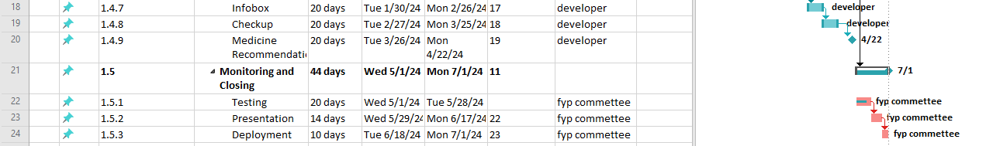 18 1.4.7 Infobox 20 days Tue 1/30/24 Mon 2/26/24 17 developer developer
19 1.4.8 Checkup 20 days Tue 2/27/24 Mon 3/25/24 18 developer developer
20 1.4.9 Medicine 20 days Tue 3/26/24 Mon 19 developer 4/22
Recommendati 4/22/24
21 1.5 Monitoring and 44 days Wed 5/1/24 Mon 7/1/24 11 7/1
Closing
22 1.5.1 Testing 20 days Wed 5/1/24 Tue 5/28/24 fyp commettee fyp commettee
23 1.5.2 Presentation 14 days Wed 5/29/24 Mon 6/17/24 22 fyp commettee fyp commettee
24 1.5.3 Deployment 10 days Tue 6/18/24 Mon 7/1/24 23 fyp commettee fyp commettee